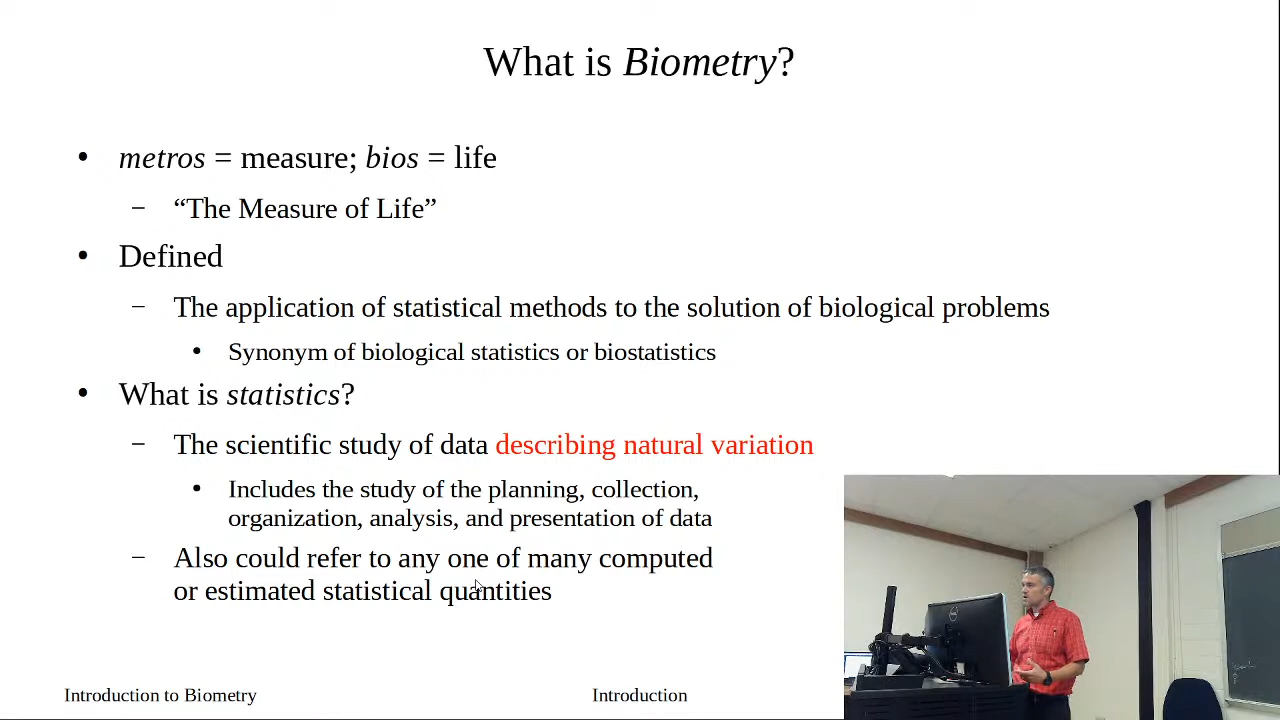 What is Biometry?
• metros = measure; bios = life
– “The Measure of Life”
• Defined
– The application of statistical methods to the solution of biological problems
• Synonym of biological statistics or biostatistics
• What is statistics?
– The scientific study of data describing natural variation
• Includes the study of the planning, collection,
organization, analysis, and presentation of data
– Also could refer to any one of many computed
or estimated statistical quantities
Introduction to Biometry
Introduction